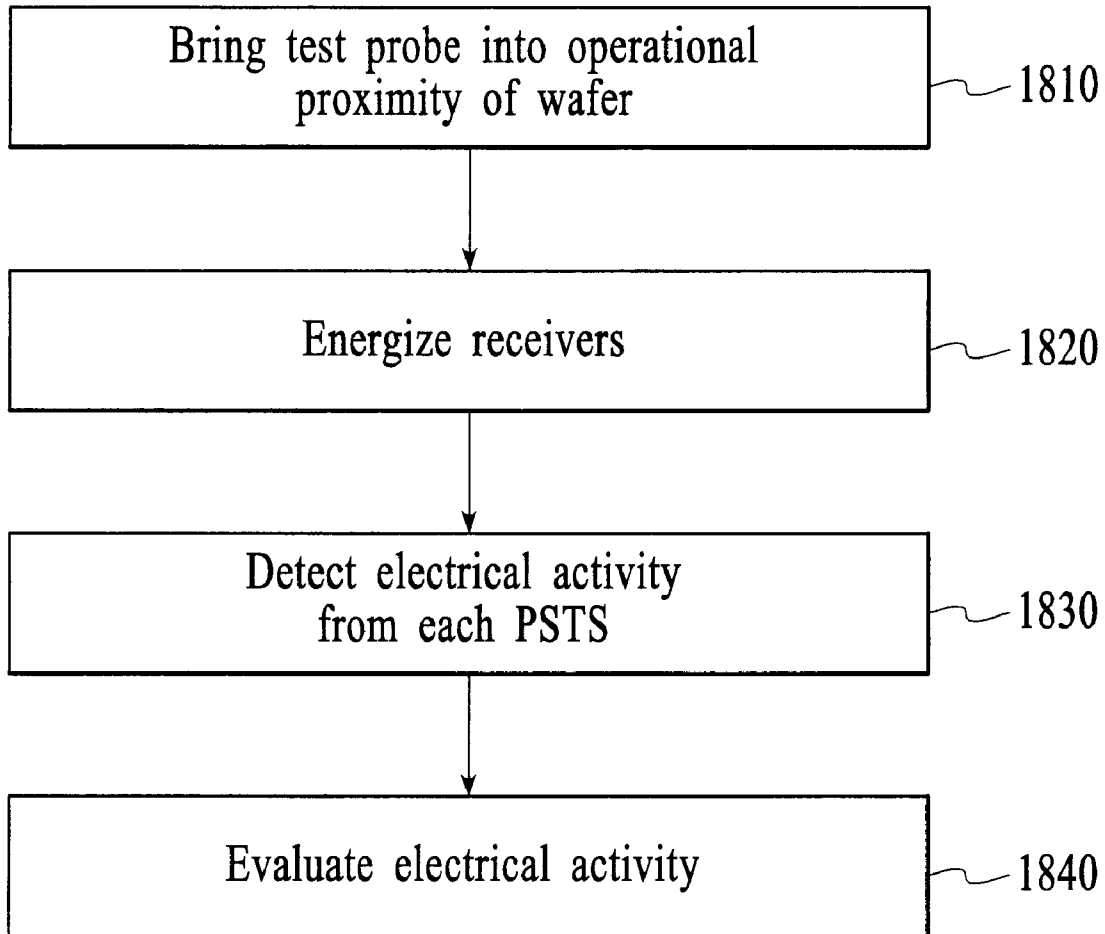 Bring test probe into operational
proximity of wafer
1810
Energize receivers
1820
Detect electrical activity
from each PSTS
1830
Evaluate electrical activity
1840